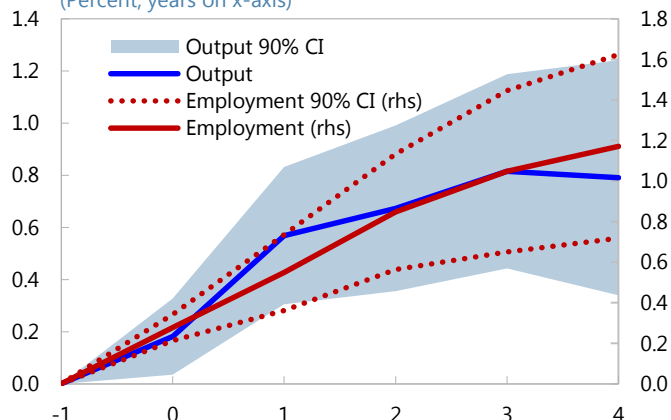 (Percent, years on x-axis)
1.4 1.8
Output 90% CI
1.6
Output
1.2
Employment 90% CI (rhs)
1.4
Employment (rhs)
1.0
1.2
0.8
1.0
0.6 0.8
0.6
0.4
0.4
0.2
0.2
0.0 0.0
-1 0 1 2 3 4